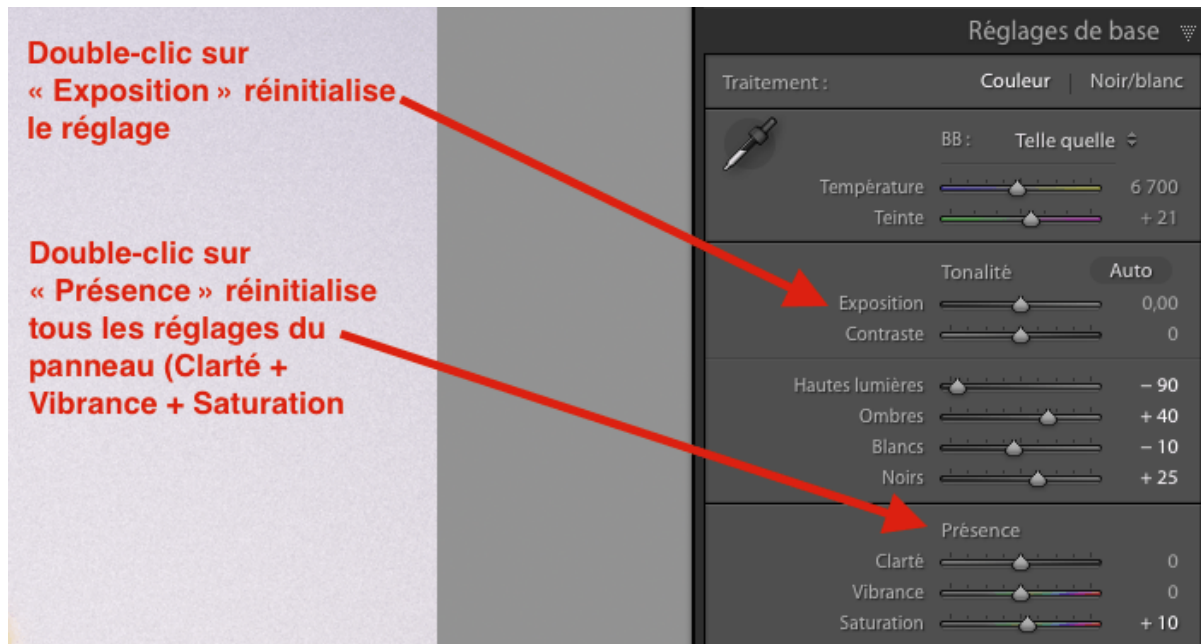 Double-clic sur
« Exposition » réinitialise
le réglage
Double-clic sur
« Présence » réinitialise
tous les réglages du
panneau (Clarté +
Vibrance + Saturation
Réglages de base
Traitement : Couleur | Noir/blanc
BB : Telle quelle
Température 6 700
Teinte + 21
Tonalité Auto
Exposition 0,00
Contraste 0
Hautes lumières – 90
Ombres + 40
Blancs – 10
Noirs + 25
Présence
Clarté 0
Vibrance 0
Saturation + 10